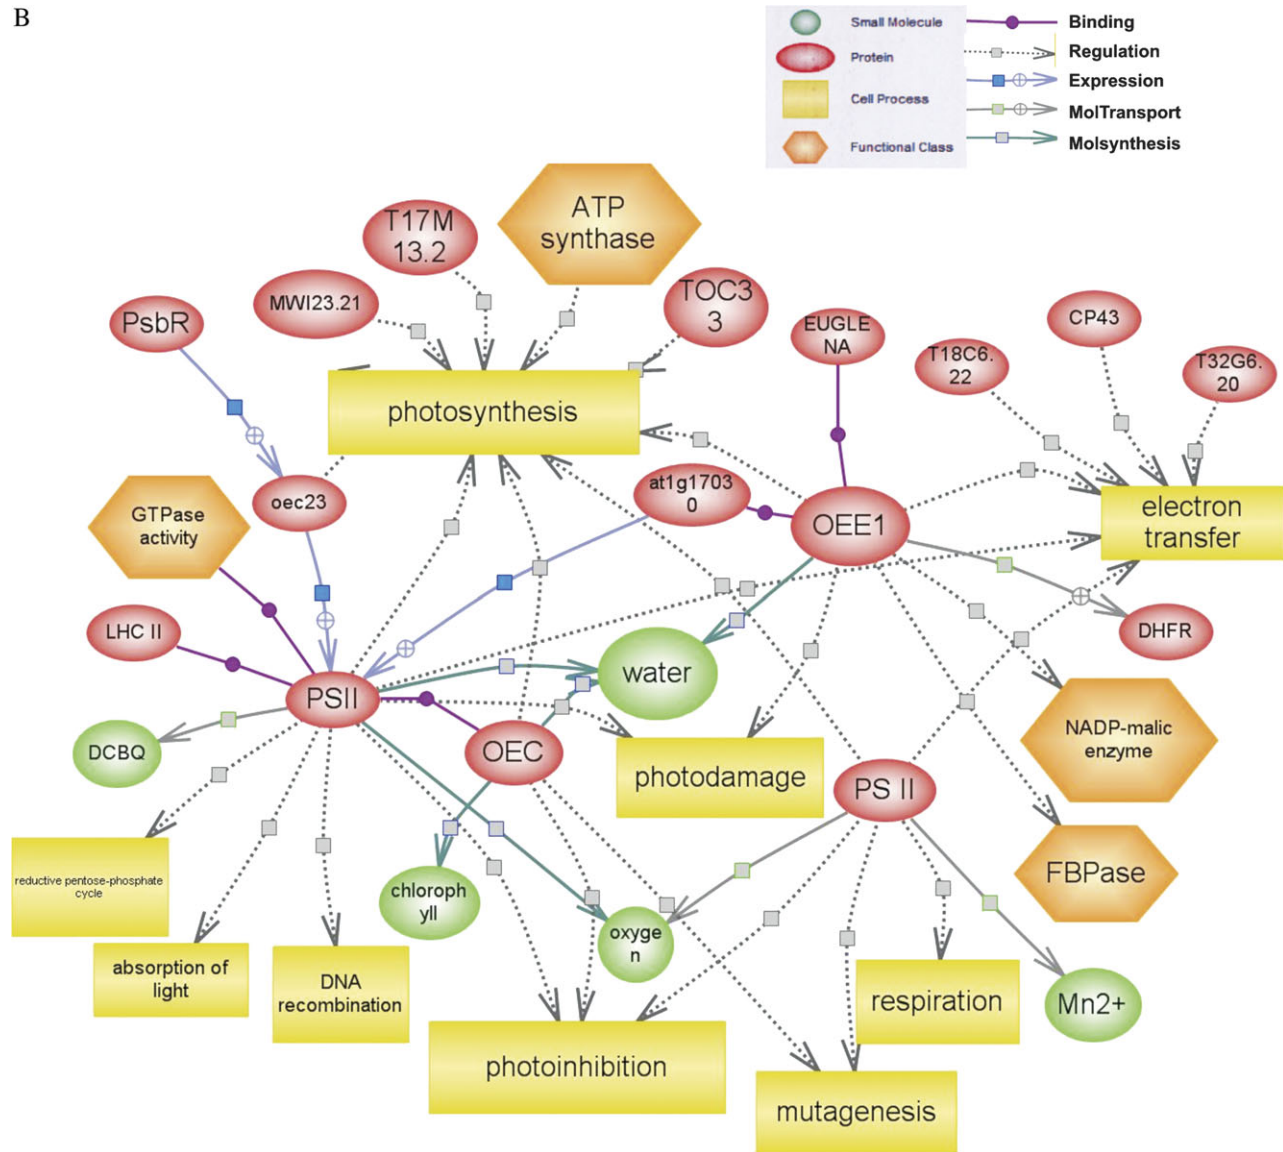 B
Small Molecule
Binding
Protein
Regulation
Cell Process
Expression
MolTransport
Functional Class
Molsynthesis
ATP
synthase
T17M
13.2
MWI23.21
TOC3
3
PsbR
EUGLE
NA
CP43
T18C6.
22
T32G6.
20
photosynthesis
oec23
at1g1703
0
OEE1
electron
transfer
GTPase
activity
LHC II
DHFR
PSII
water
DCBQ
OEC
photodamage
PS II
NADP-malic
enzyme
FBPase
reductive pentose-phosphate
cycle
chloroph
yll
oxyge
n
absorption of
light
DNA
recombination
respiration
Mn2+
photoinhibition
mutagenesis